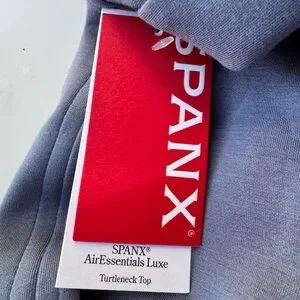 SPANX®
SPANX®
AirEssentials Luxe
Turtleneck Top